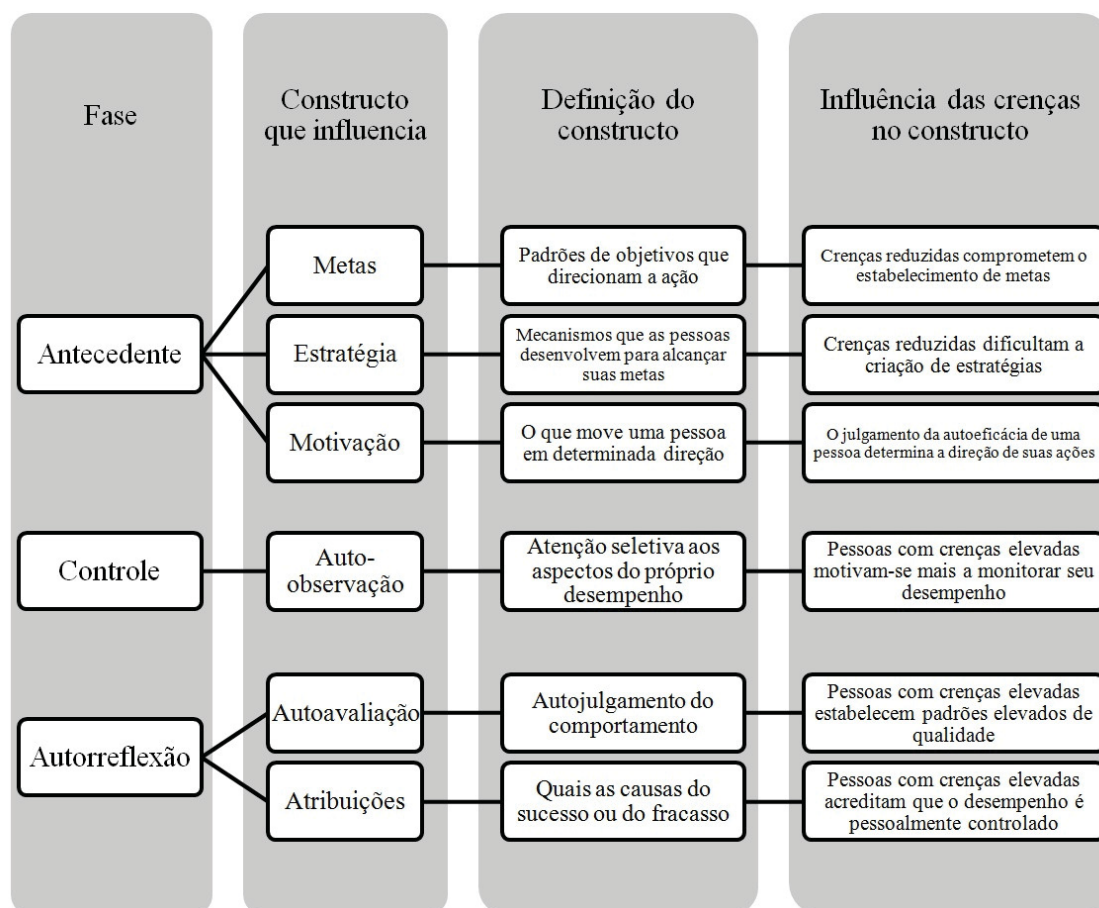 Fase
Constructo
que influencia
Definição do
constructo
Influência das crenças
no constructo
Antecedente
Metas
Padrões de objetivos que
direcionam a ação
Crenças reduzidas comprometem o
estabelecimento de metas
Estratégia
Mecanismos que as pessoas
desenvolvem para alcançar
suas metas
Crenças reduzidas dificultam a
criação de estratégias
Motivação
O que move uma pessoa
em determinada direção
O julgamento da autoeficácia de uma
pessoa determina a direção de suas ações
Controle
Auto-
observação
Atenção seletiva aos
aspectos do próprio
desempenho
Pessoas com crenças elevadas
motivam-se mais a monitorar seu
desempenho
Autorreflexão
Autoavaliação
Autojulgamento do
comportamento
Pessoas com crenças elevadas
estabelecem padrões elevados de
qualidade
Atribuições
Quais as causas do
sucesso ou do fracasso
Pessoas com crenças elevadas
acreditam que o desempenho é
pessoalmente controlado